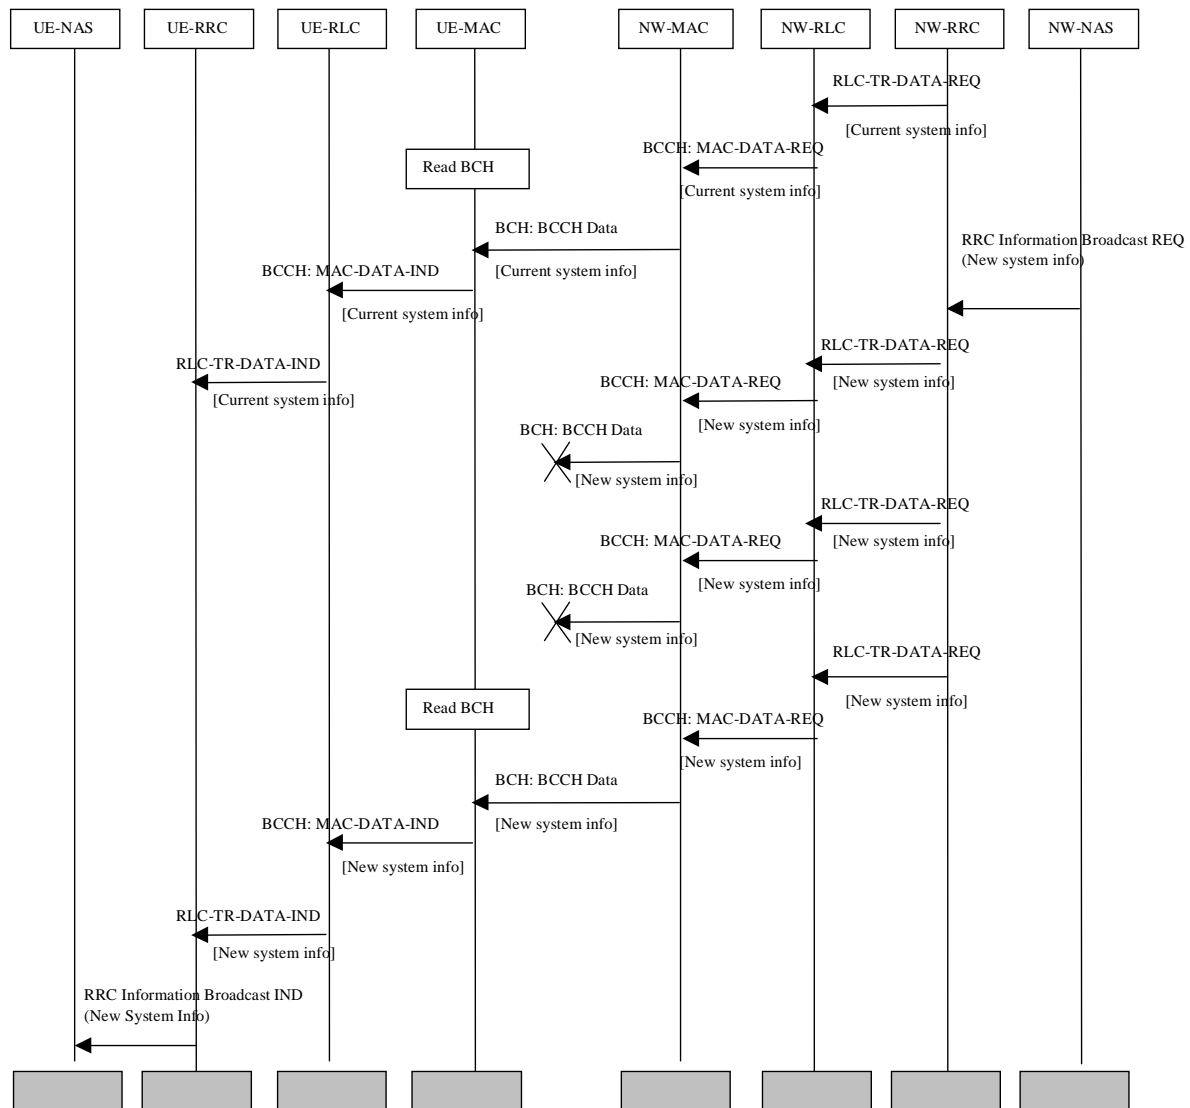 UE-NAS
UE-RRC
UE-RLC
UE-MAC
NW-MAC
NW-RLC
NW-RRC
NW-NAS
RLC-TR-DATA-REQ
[Current system info]
BCCH: MAC-DATA-REQ
Read BCH
[Current system info]
BCH: BCCH Data
RRC Information Broadcast REQ
(New system info)
BCCH: MAC-DATA-IND
[Current system info]
[Current system info]
RLC-TR-DATA-REQ
RLC-TR-DATA-IND
[New system info]
BCCH: MAC-DATA-REQ
[Current system info]
[New system info]
BCH: BCCH Data
[New system info]
RLC-TR-DATA-REQ
BCCH: MAC-DATA-REQ
[New system info]
[New system info]
BCH: BCCH Data
[New system info]
RLC-TR-DATA-REQ
[New system info]
Read BCH
BCCH: MAC-DATA-REQ
[New system info]
BCH: BCCH Data
BCCH: MAC-DATA-IND
[New system info]
[New system info]
RLC-TR-DATA-IND
[New system info]
RRC Information Broadcast IND
(New System Info)